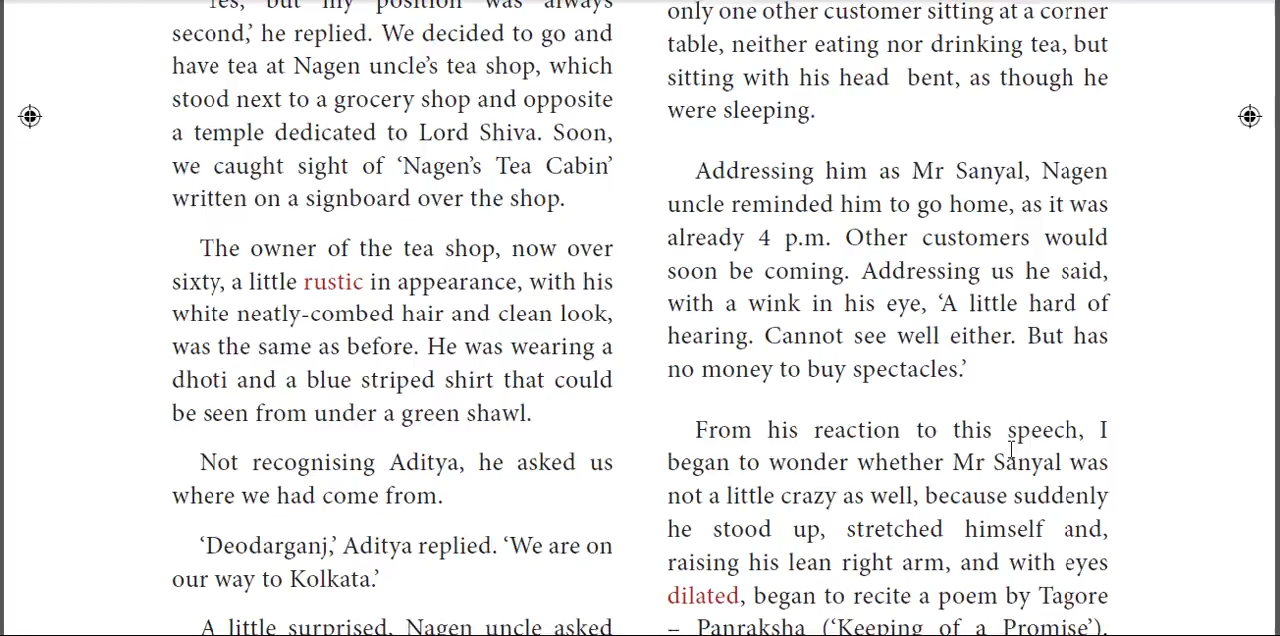 Yes, but my position was always
second,' he replied. We decided to go and
have tea at Nagen uncle's tea shop, which
stood next to a grocery shop and opposite
a temple dedicated to Lord Shiva. Soon,
we caught sight of 'Nagen's Tea Cabin'
written on a signboard over the shop.
The owner of the tea shop, now over
sixty, a little rustic in appearance, with his
white neatly-combed hair and clean look,
was the same as before. He was wearing a
dhoti and a blue striped shirt that could
be seen from under a green shawl.
Not recognising Aditya, he asked us
where we had come from.
'Deodarganj,' Aditya replied. 'We are on
our way to Kolkata.'
A little surprised, Nagen uncle asked
only one other customer sitting at a corner
table, neither eating nor drinking tea, but
sitting with his head bent, as though he
were sleeping.
Addressing him as Mr Sanyal, Nagen
uncle reminded him to go home, as it was
already 4 p.m. Other customers would
soon be coming. Addressing us he said,
with a wink in his eye, 'A little hard of
hearing. Cannot see well either. But has
no money to buy spectacles.'
From his reaction to this speech, I
began to wonder whether Mr Sanyal was
not a little crazy as well, because suddenly
he stood up, stretched himself and,
raising his lean right arm, and with eyes
dilated, began to recite a poem by Tagore
– Panraksha ('Keeping of a Promise').